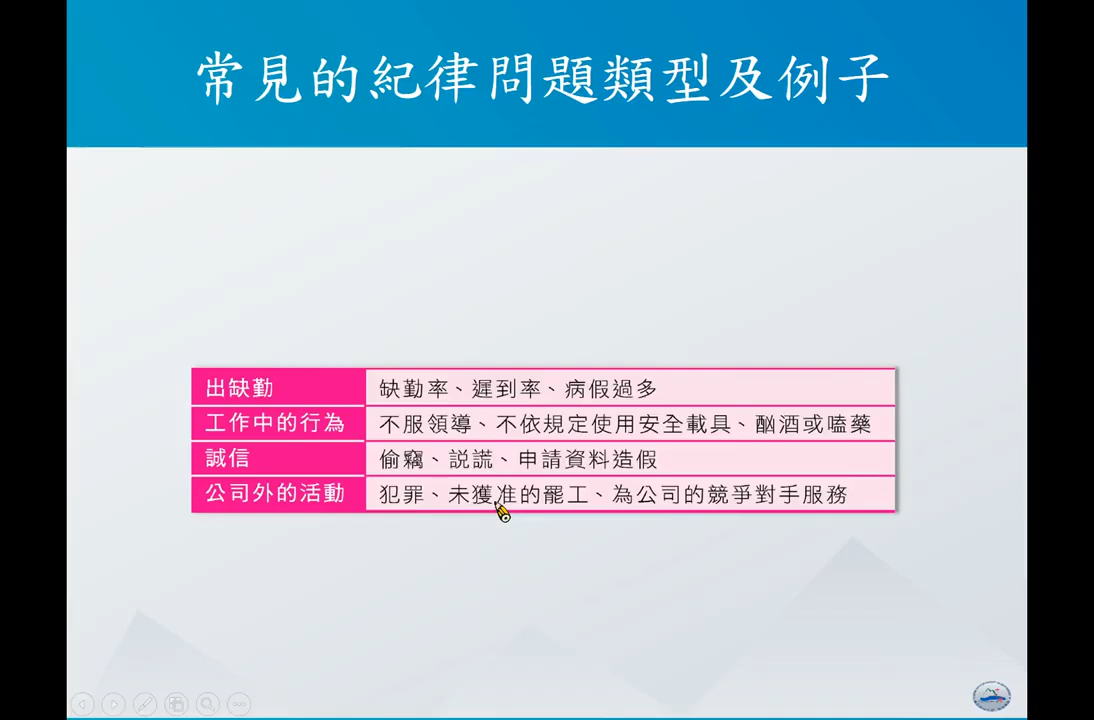 常見的紀律問題類型及例子
出缺勤 缺勤率、遲到率、病假過多
工作中的行為 不服領導、不依規定使用安全載具、酗酒或嗑藥
誠信 偷竊、説謊、申請資料造假
公司外的活動 犯罪、未獲准的罷工、為公司的競爭對手服務